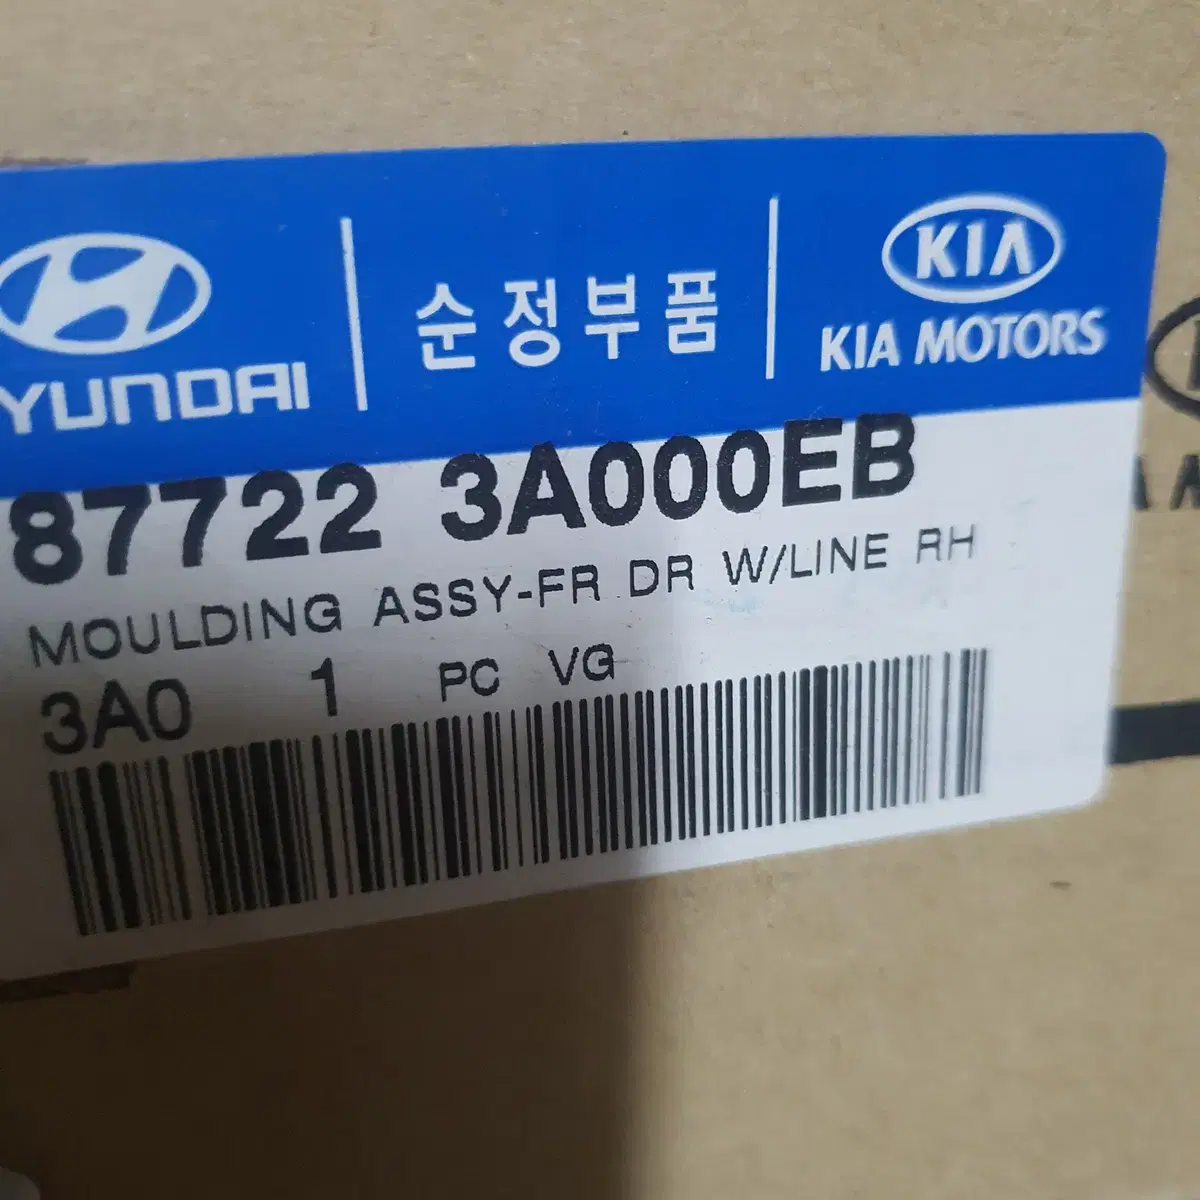 YUNDAI
순정부품
KIA
KIA MOTORS
87722 3A000EB
MOULDING ASSY-FR DR W/LINE RH
3A0 1 PC VG